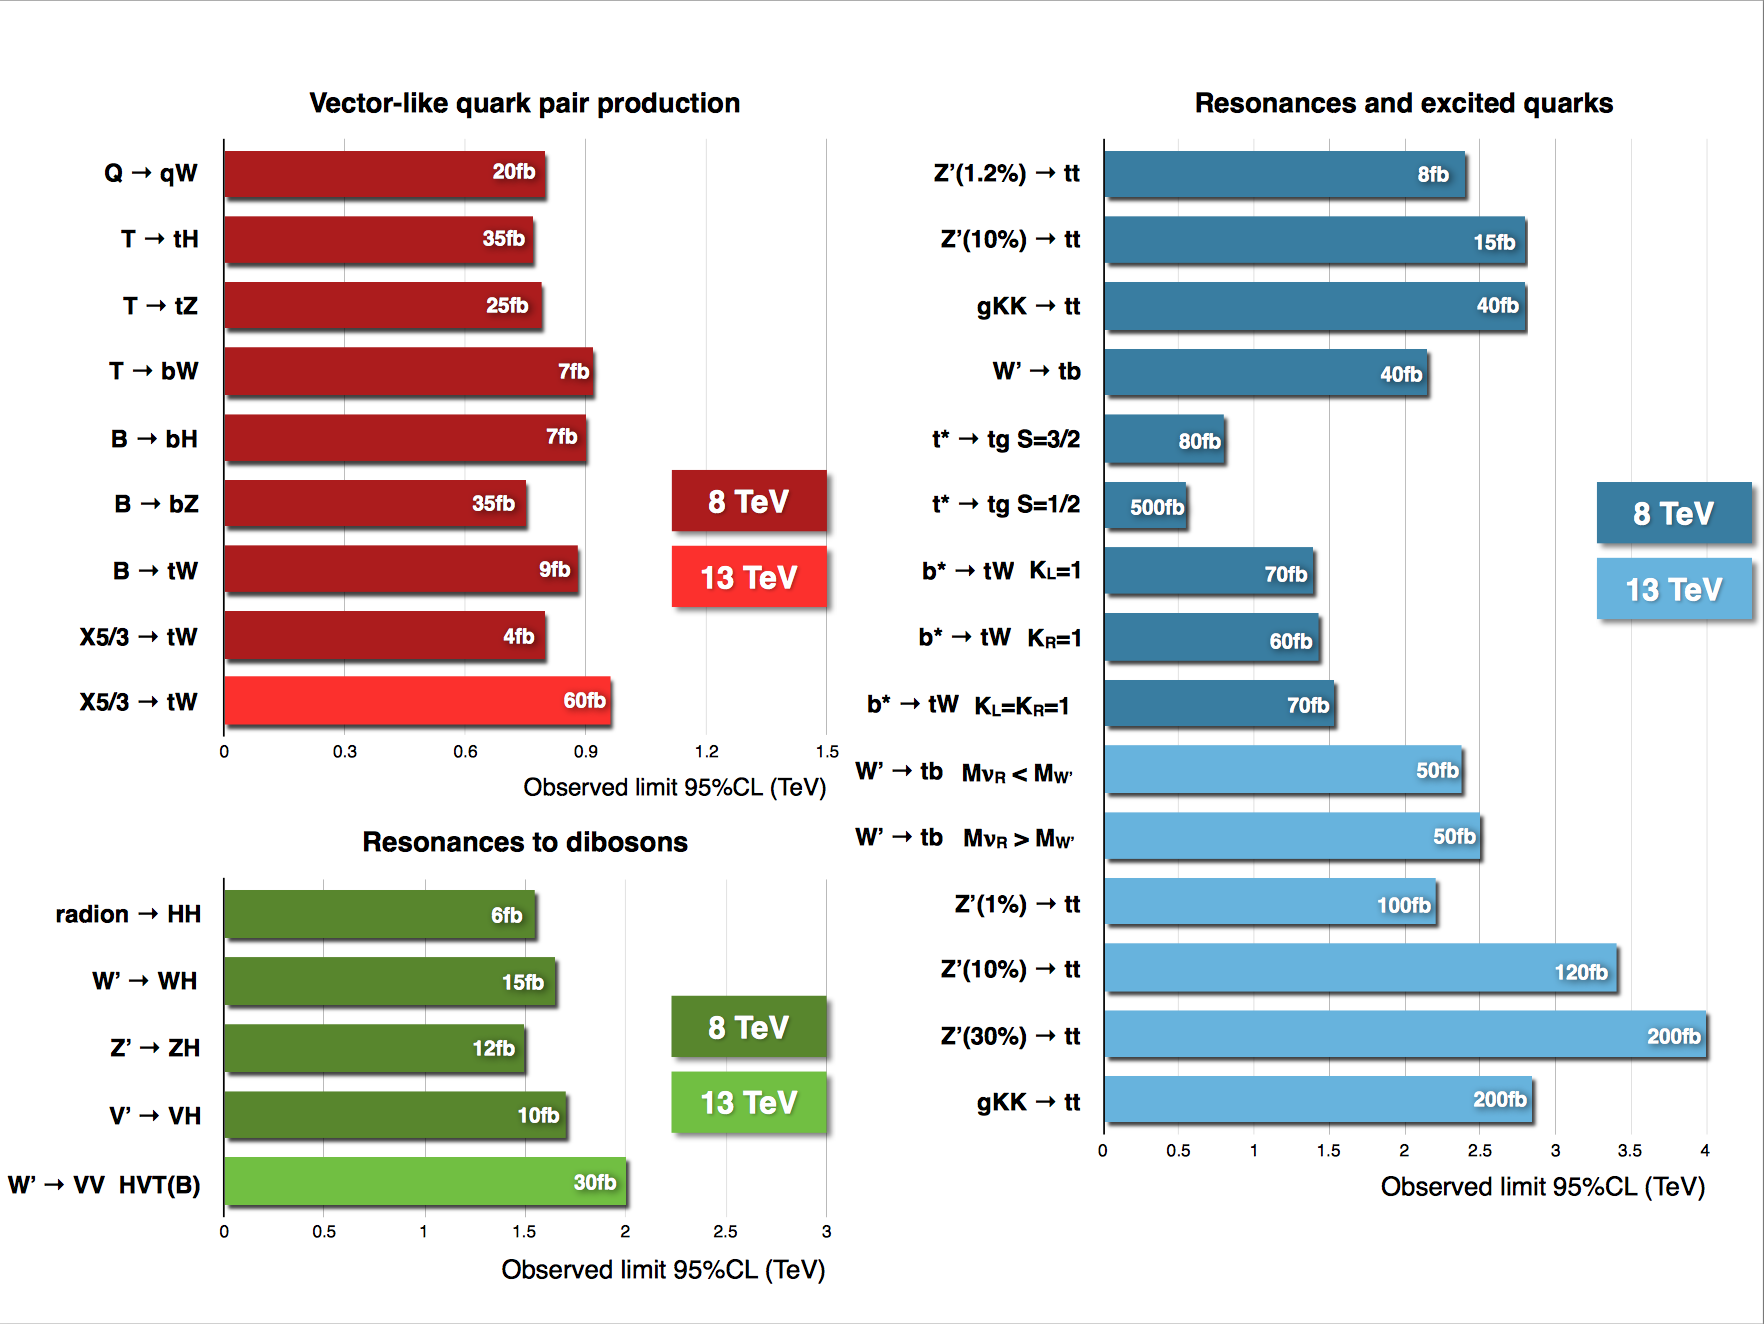 Vector-like quark pair production
Q → qW 20fb
T → tH 35fb
T → tZ 25fb
T → bW 7fb
B → bH 7fb
B → bZ 35fb
B → tW 9fb
X5/3 → tW 4fb
X5/3 → tW 60fb
8 TeV
13 TeV
0 0.3 0.6 0.9 1.2 1.5
Observed limit 95%CL (TeV)
Resonances to dibosons
radion → HH 6fb
W’ → WH 15fb
Z’ → ZH 12fb
V’ → VH 10fb
W’ → VV HVT(B) 30fb
8 TeV
13 TeV
0 0.5 1 1.5 2 2.5 3
Observed limit 95%CL (TeV)
Resonances and excited quarks
Z’(1.2%) → tt 8fb
Z’(10%) → tt 15fb
gKK → tt 40fb
W’ → tb 40fb
t* → tg S=3/2 80fb
t* → tg S=1/2 500fb
b* → tW KL=1 70fb
b* → tW KR=1 60fb
b* → tW KL=KR=1 70fb
W’ → tb MνR < MW’ 50fb
W’ → tb MνR > MW’ 50fb
Z’(1%) → tt 100fb
Z’(10%) → tt 120fb
Z’(30%) → tt 200fb
gKK → tt 200fb
8 TeV
13 TeV
0 0.5 1 1.5 2 2.5 3 3.5 4
Observed limit 95%CL (TeV)